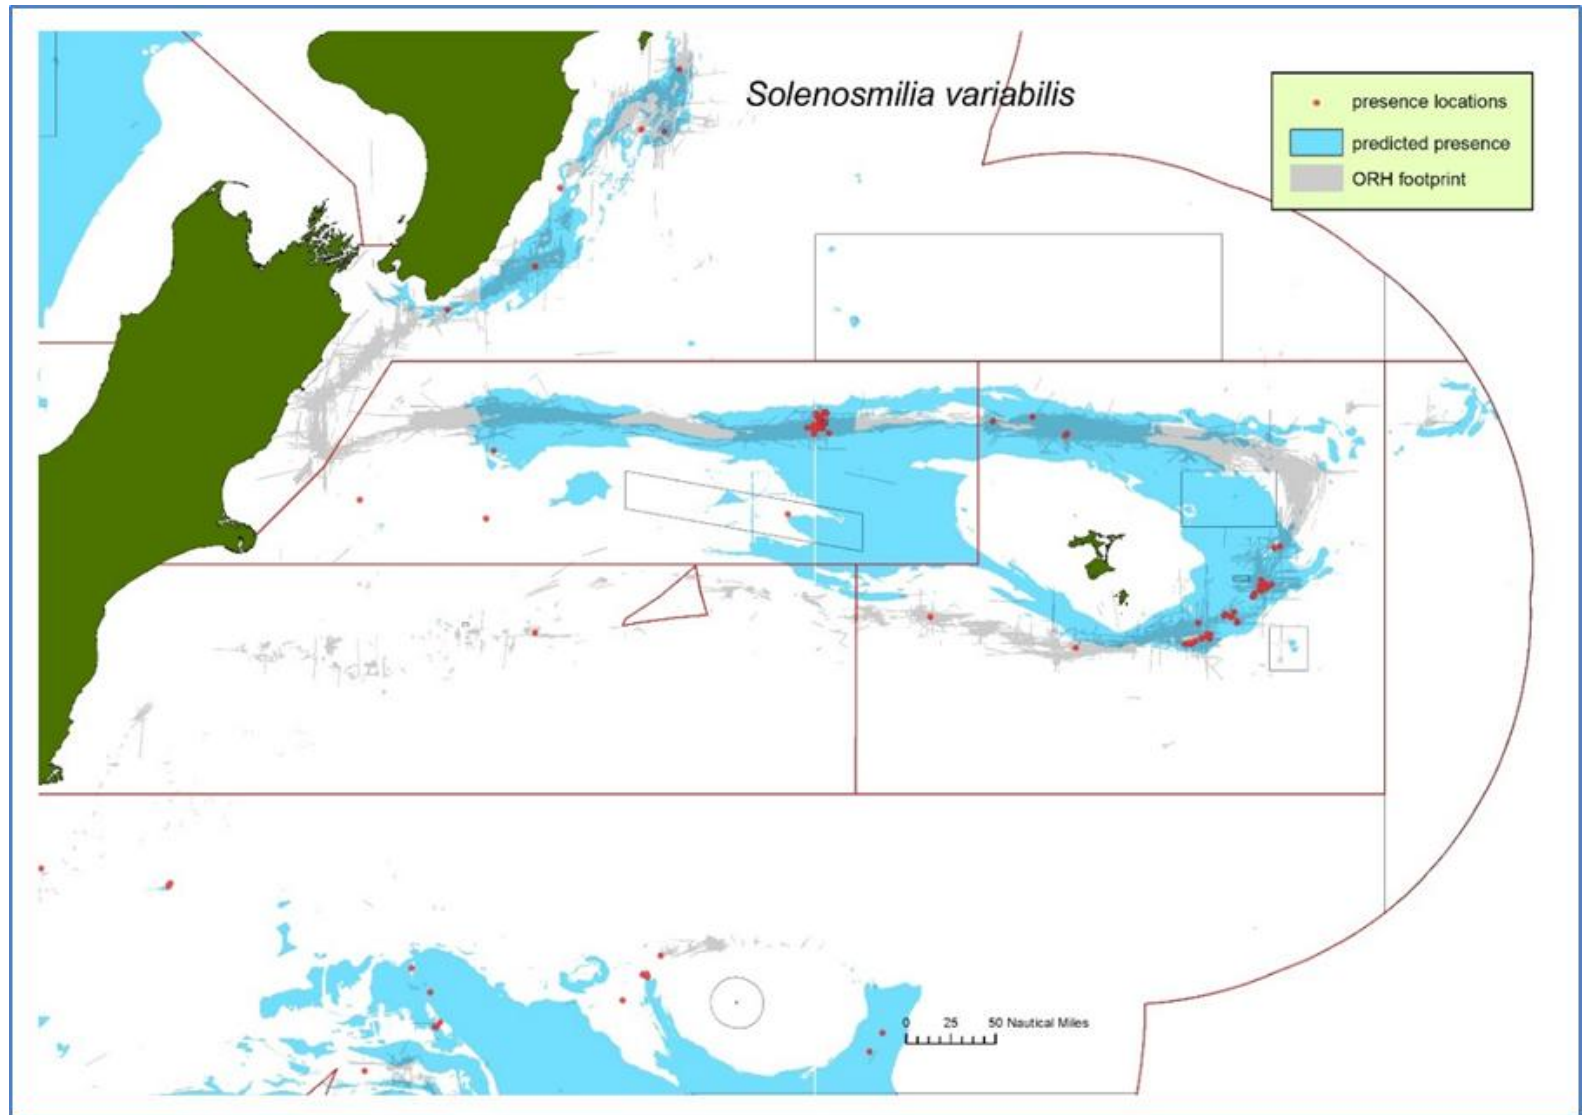 Solenosmilia variabilis
presence locations
predicted presence
ORH footprint
0 25 50 Nautical Miles